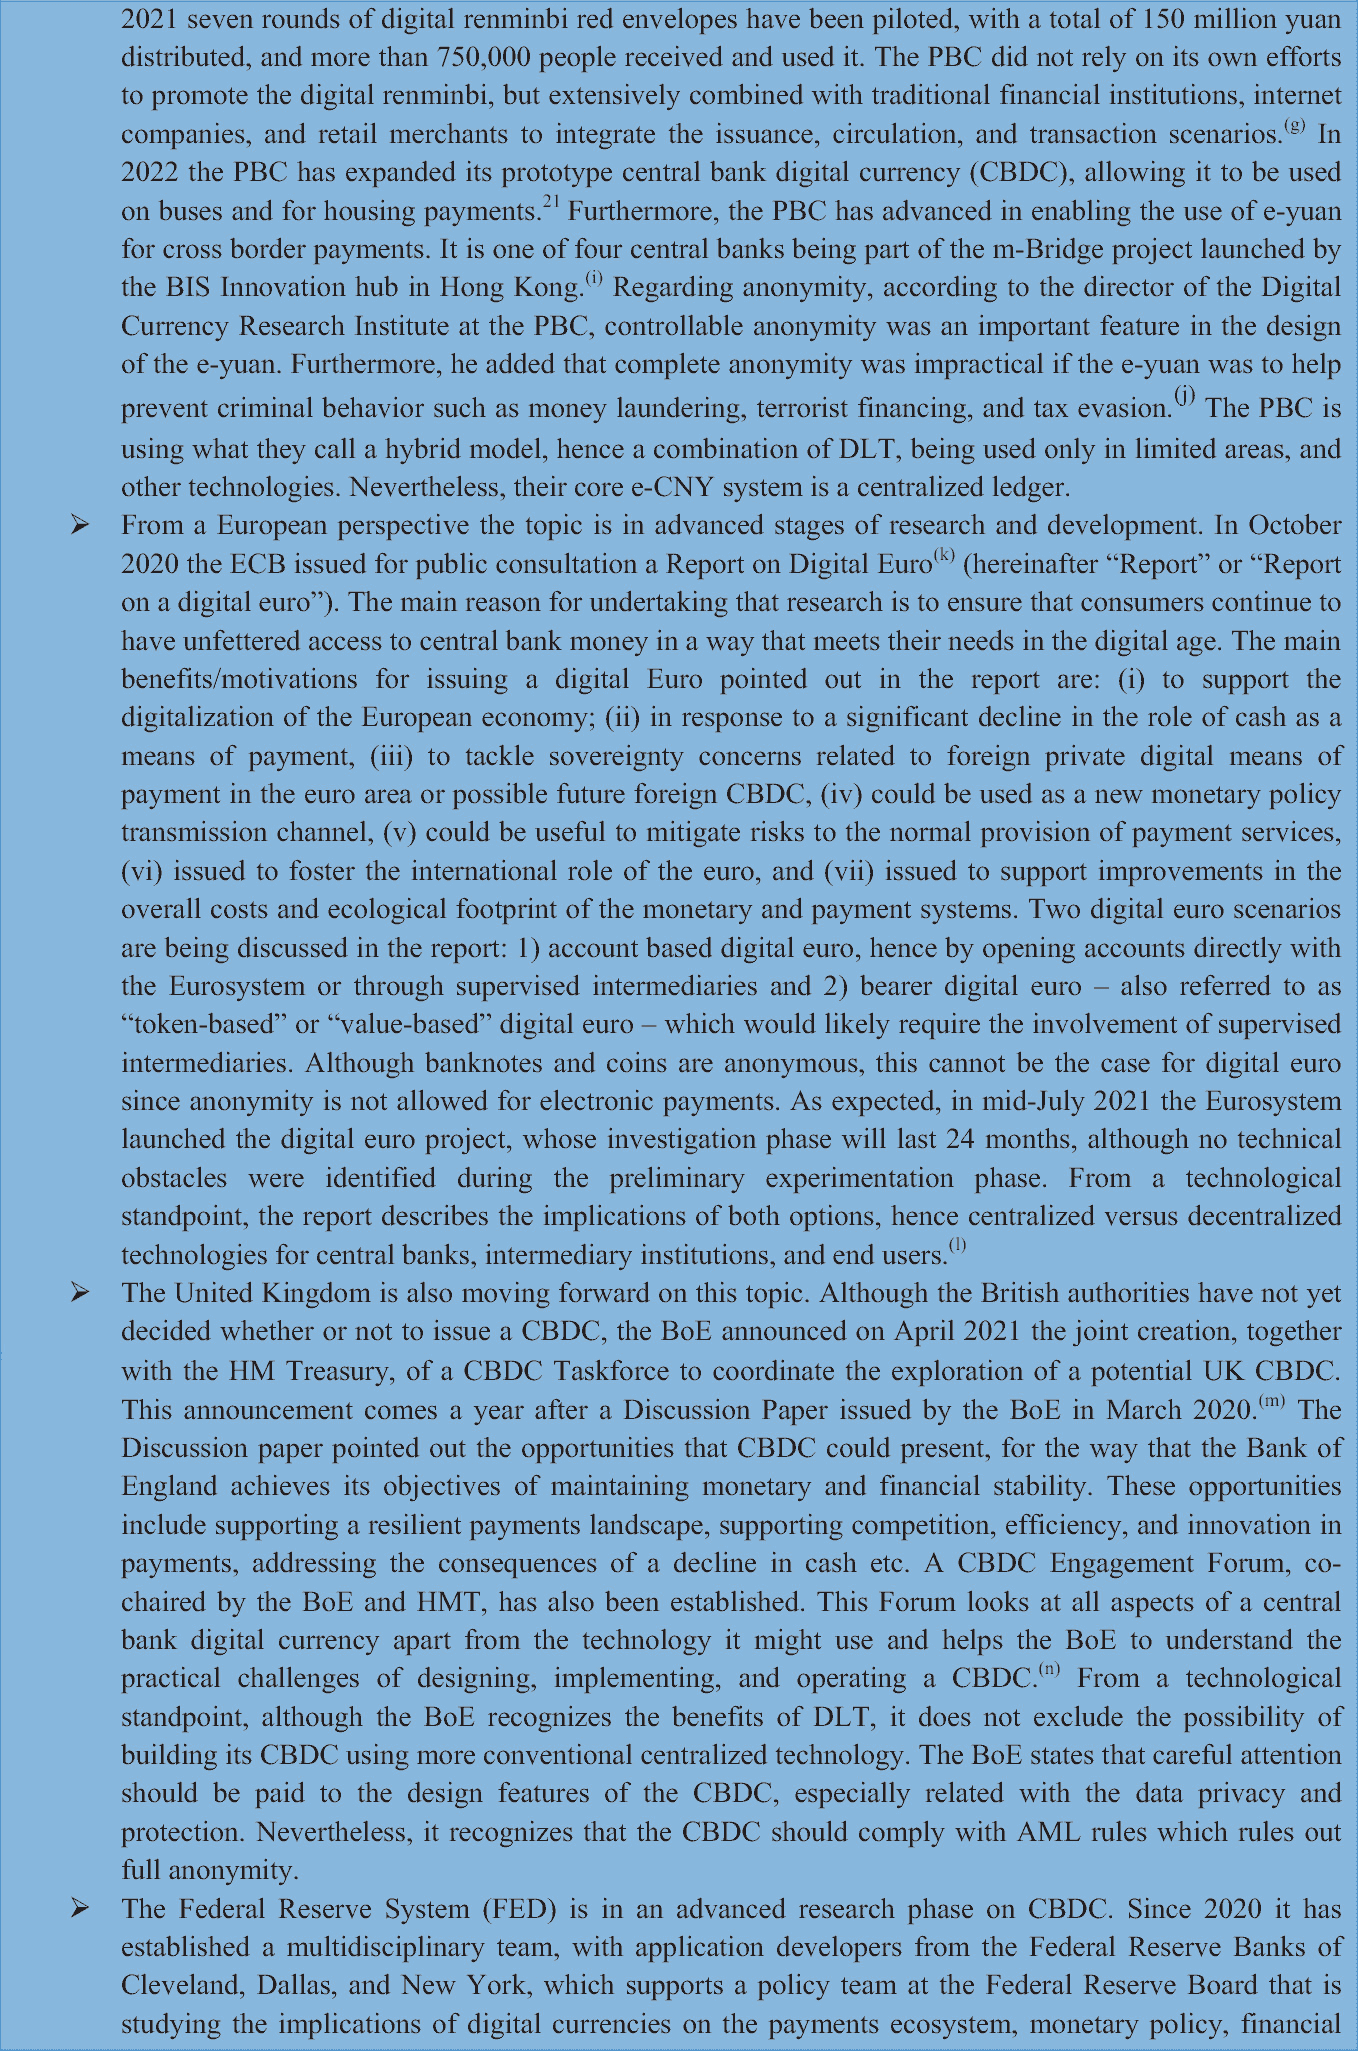 2021 seven rounds of digital renminbi red envelopes have been piloted, with a total of 150 million yuan
distributed, and more than 750,000 people received and used it. The PBC did not rely on its own efforts
to promote the digital renminbi, but extensively combined with traditional financial institutions, internet
companies, and retail merchants to integrate the issuance, circulation, and transaction scenarios.(g) In
2022 the PBC has expanded its prototype central bank digital currency (CBDC), allowing it to be used
on buses and for housing payments.21 Furthermore, the PBC has advanced in enabling the use of e-yuan
for cross border payments. It is one of four central banks being part of the m-Bridge project launched by
the BIS Innovation hub in Hong Kong.(i) Regarding anonymity, according to the director of the Digital
Currency Research Institute at the PBC, controllable anonymity was an important feature in the design
of the e-yuan. Furthermore, he added that complete anonymity was impractical if the e-yuan was to help
prevent criminal behavior such as money laundering, terrorist financing, and tax evasion.(j) The PBC is
using what they call a hybrid model, hence a combination of DLT, being used only in limited areas, and
other technologies. Nevertheless, their core e-CNY system is a centralized ledger.
➢ From a European perspective the topic is in advanced stages of research and development. In October
2020 the ECB issued for public consultation a Report on Digital Euro(k) (hereinafter “Report” or “Report
on a digital euro”). The main reason for undertaking that research is to ensure that consumers continue to
have unfettered access to central bank money in a way that meets their needs in the digital age. The main
benefits/motivations for issuing a digital Euro pointed out in the report are: (i) to support the
digitalization of the European economy; (ii) in response to a significant decline in the role of cash as a
means of payment, (iii) to tackle sovereignty concerns related to foreign private digital means of
payment in the euro area or possible future foreign CBDC, (iv) could be used as a new monetary policy
transmission channel, (v) could be useful to mitigate risks to the normal provision of payment services,
(vi) issued to foster the international role of the euro, and (vii) issued to support improvements in the
overall costs and ecological footprint of the monetary and payment systems. Two digital euro scenarios
are being discussed in the report: 1) account based digital euro, hence by opening accounts directly with
the Eurosystem or through supervised intermediaries and 2) bearer digital euro – also referred to as
“token-based” or “value-based” digital euro – which would likely require the involvement of supervised
intermediaries. Although banknotes and coins are anonymous, this cannot be the case for digital euro
since anonymity is not allowed for electronic payments. As expected, in mid-July 2021 the Eurosystem
launched the digital euro project, whose investigation phase will last 24 months, although no technical
obstacles were identified during the preliminary experimentation phase. From a technological
standpoint, the report describes the implications of both options, hence centralized versus decentralized
technologies for central banks, intermediary institutions, and end users.(l)
➢ The United Kingdom is also moving forward on this topic. Although the British authorities have not yet
decided whether or not to issue a CBDC, the BoE announced on April 2021 the joint creation, together
with the HM Treasury, of a CBDC Taskforce to coordinate the exploration of a potential UK CBDC.
This announcement comes a year after a Discussion Paper issued by the BoE in March 2020.(m) The
Discussion paper pointed out the opportunities that CBDC could present, for the way that the Bank of
England achieves its objectives of maintaining monetary and financial stability. These opportunities
include supporting a resilient payments landscape, supporting competition, efficiency, and innovation in
payments, addressing the consequences of a decline in cash etc. A CBDC Engagement Forum, co-
chaired by the BoE and HMT, has also been established. This Forum looks at all aspects of a central
bank digital currency apart from the technology it might use and helps the BoE to understand the
practical challenges of designing, implementing, and operating a CBDC.(n) From a technological
standpoint, although the BoE recognizes the benefits of DLT, it does not exclude the possibility of
building its CBDC using more conventional centralized technology. The BoE states that careful attention
should be paid to the design features of the CBDC, especially related with the data privacy and
protection. Nevertheless, it recognizes that the CBDC should comply with AML rules which rules out
full anonymity.
➢ The Federal Reserve System (FED) is in an advanced research phase on CBDC. Since 2020 it has
established a multidisciplinary team, with application developers from the Federal Reserve Banks of
Cleveland, Dallas, and New York, which supports a policy team at the Federal Reserve Board that is
studying the implications of digital currencies on the payments ecosystem, monetary policy, financial